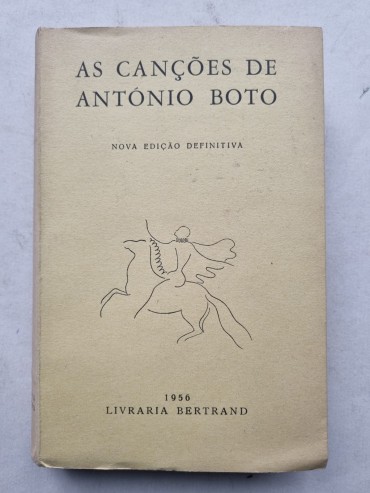 AS CANÇÕES DE
ANTÓNIO BOTO
NOVA EDIÇÃO DEFINITIVA
1956
LIVRARIA BERTRAND